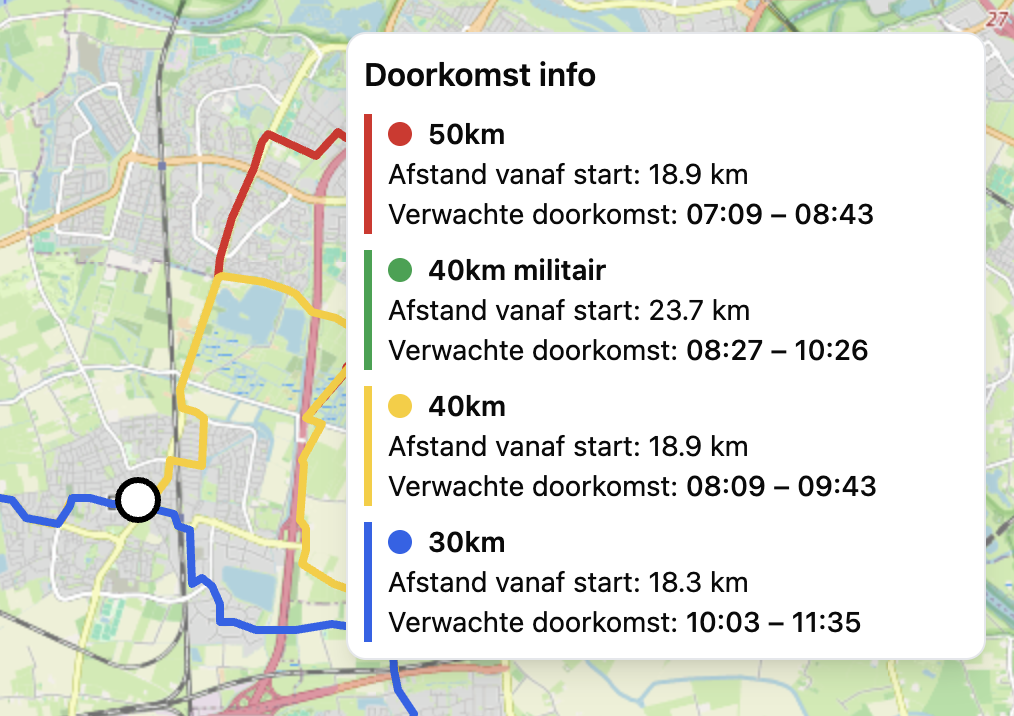 27
Doorkomst info
50km
Afstand vanaf start: 18.9 km
Verwachte doorkomst: 07:09 – 08:43
40km militair
Afstand vanaf start: 23.7 km
Verwachte doorkomst: 08:27 – 10:26
40km
Afstand vanaf start: 18.9 km
Verwachte doorkomst: 08:09 – 09:43
30km
Afstand vanaf start: 18.3 km
Verwachte doorkomst: 10:03 – 11:35